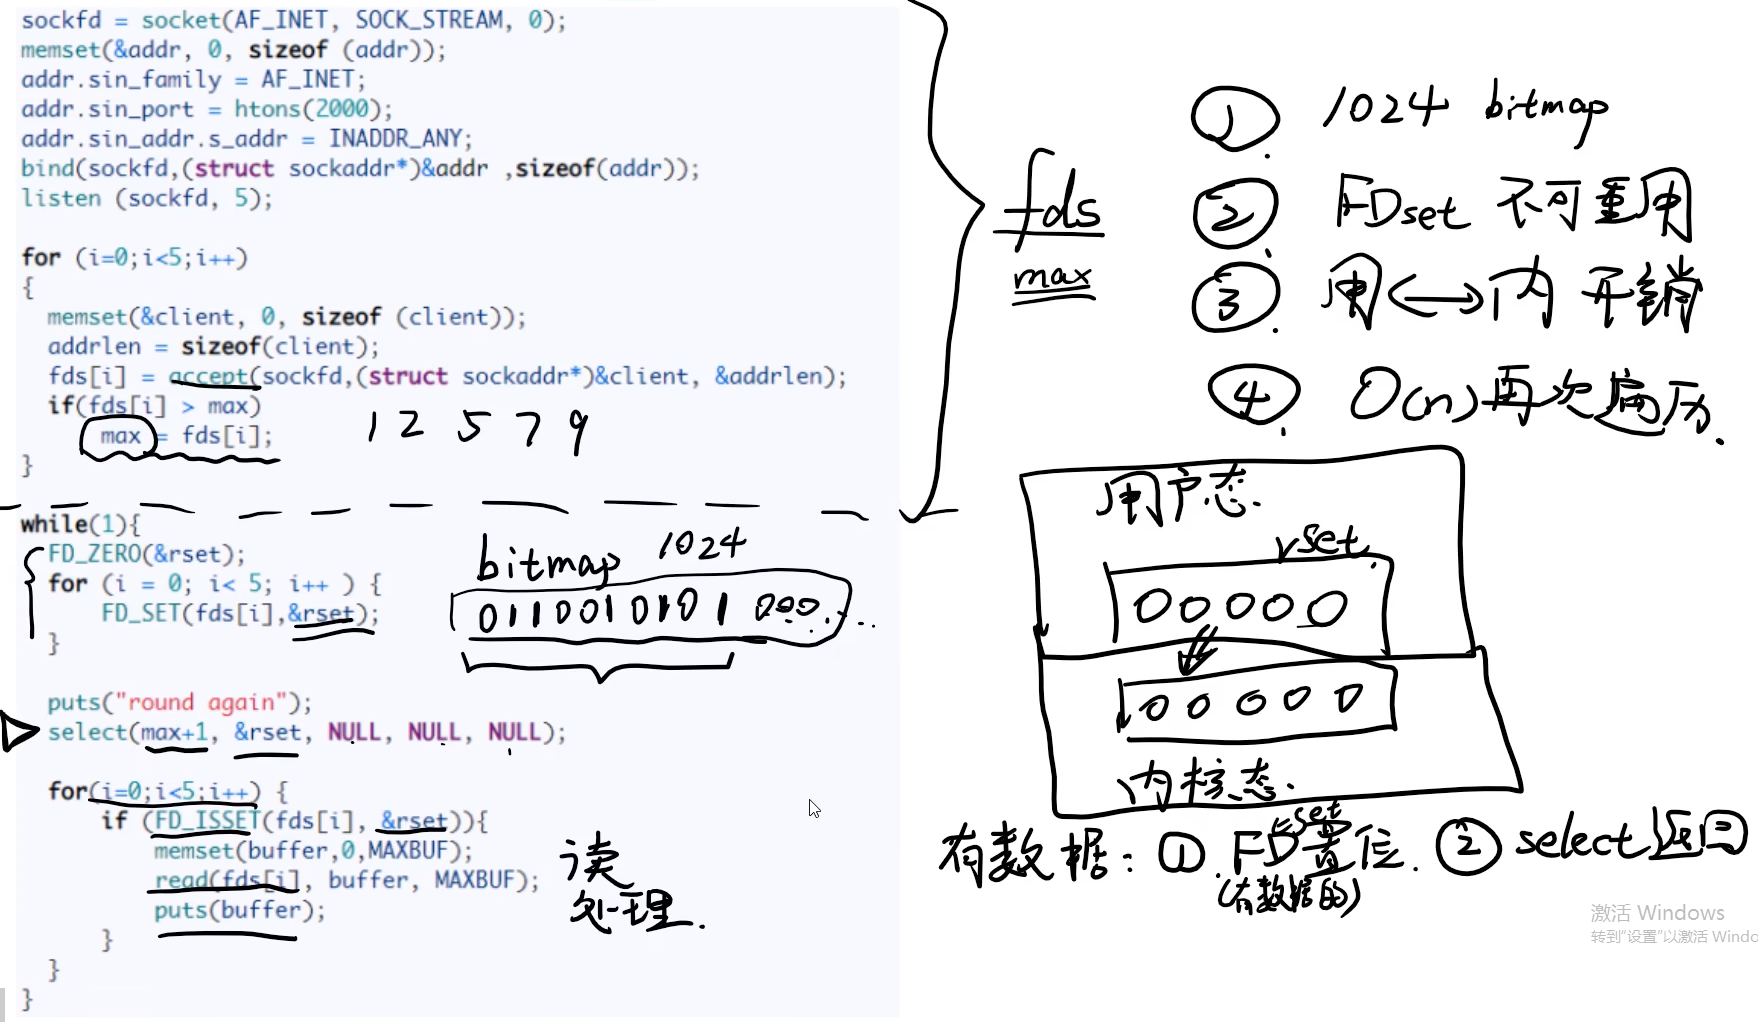 sockfd = socket(AF_INET, SOCK_STREAM, 0);
memset(&addr, 0, sizeof (addr));
addr.sin_family = AF_INET;
addr.sin_port = htons(2000);
addr.sin_addr.s_addr = INADDR_ANY;
bind(sockfd,(struct sockaddr*)&addr ,sizeof(addr));
listen (sockfd, 5);
for (i=0;i<5;i++)
{
memset(&client, 0, sizeof (client));
addrlen = sizeof(client);
fds[i] = accept(sockfd,(struct sockaddr*)&client, &addrlen);
if(fds[i] > max)
max = fds[i];
}
1 2 5 7 9
while(1){
FD_ZERO(&rset);
for (i = 0; i< 5; i++ ) {
FD_SET(fds[i],&rset);
}
bitmap 1024
0110010101 000.....
puts("round again");
select(max+1, &rset, NULL, NULL, NULL);
for(i=0;i<5;i++) {
if (FD_ISSET(fds[i], &rset)){
memset(buffer,0,MAXBUF);
read(fds[i], buffer, MAXBUF);
puts(buffer);
}
}
}
读
处理.
fds
max
① 1024 bitmap
② FDset 不可重用
③ 用<->内 开销
④ O(n)再次遍历.
用户态.
rset
00000
00000
内核态.
有数据: ① FD置位. ② select返回
rset
(有数据的)
激活 Windows
转到"设置"以激活 Windo